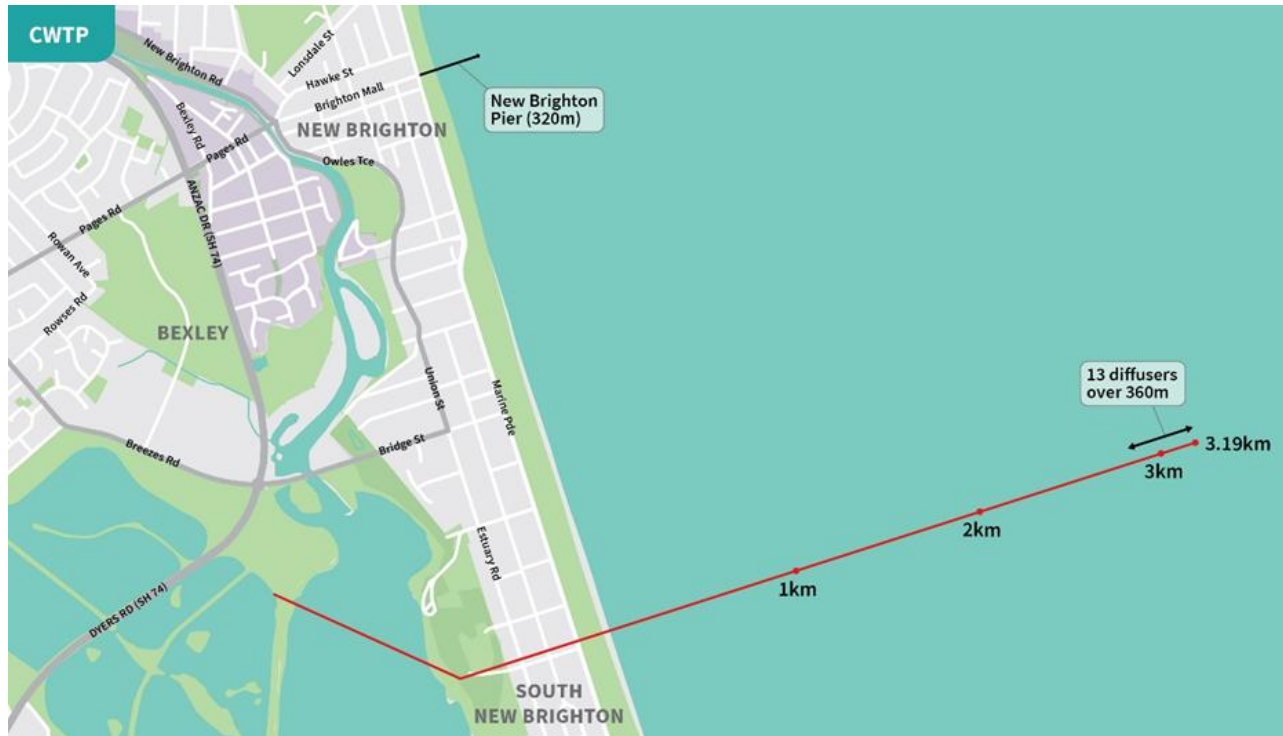 CWTP
New Brighton Rd
Lonsdale St
Hawke St
Brighton Mall
New Brighton
Pier (320m)
NEW BRIGHTON
Bexley Rd
Pages Rd
Owles Tce
ANZAC DR (SH 74)
Pages Rd
Rowan Ave
Rowses Rd
BEXLEY
Union St
Marine Pde
13 diffusers
over 360m
Breezes Rd
Bridge St
3.19km
3km
2km
Estuary Rd
1km
DYERS RD (SH 74)
SOUTH
NEW BRIGHTON